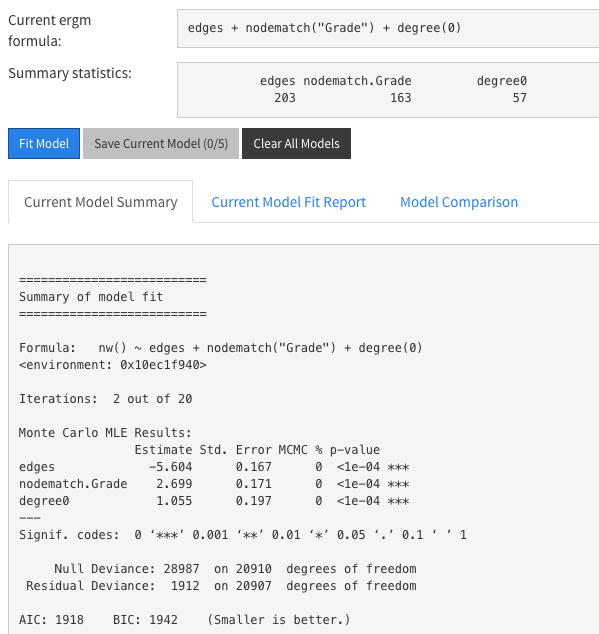 Current ergm
formula:
edges + nodematch("Grade") + degree(0)
Summary statistics:
edges nodematch.Grade degree0
203 163 57
Fit Model Save Current Model (0/5) Clear All Models
Current Model Summary Current Model Fit Report Model Comparison
==========================
Summary of model fit
==========================
Formula: nw() ~ edges + nodematch("Grade") + degree(0)
<environment: 0x10ec1f940>
Iterations: 2 out of 20
Monte Carlo MLE Results:
Estimate Std. Error MCMC % p-value
edges −5.604 0.167 0 <1e-04 ***
nodematch.Grade 2.699 0.171 0 <1e-04 ***
degree0 1.055 0.197 0 <1e-04 ***
---
Signif. codes: 0 ‘***’ 0.001 ‘**’ 0.01 ‘*’ 0.05 ‘.’ 0.1 ‘ ’ 1
Null Deviance: 28987 on 20910 degrees of freedom
Residual Deviance: 1912 on 20907 degrees of freedom
AIC: 1918 BIC: 1942 (Smaller is better.)